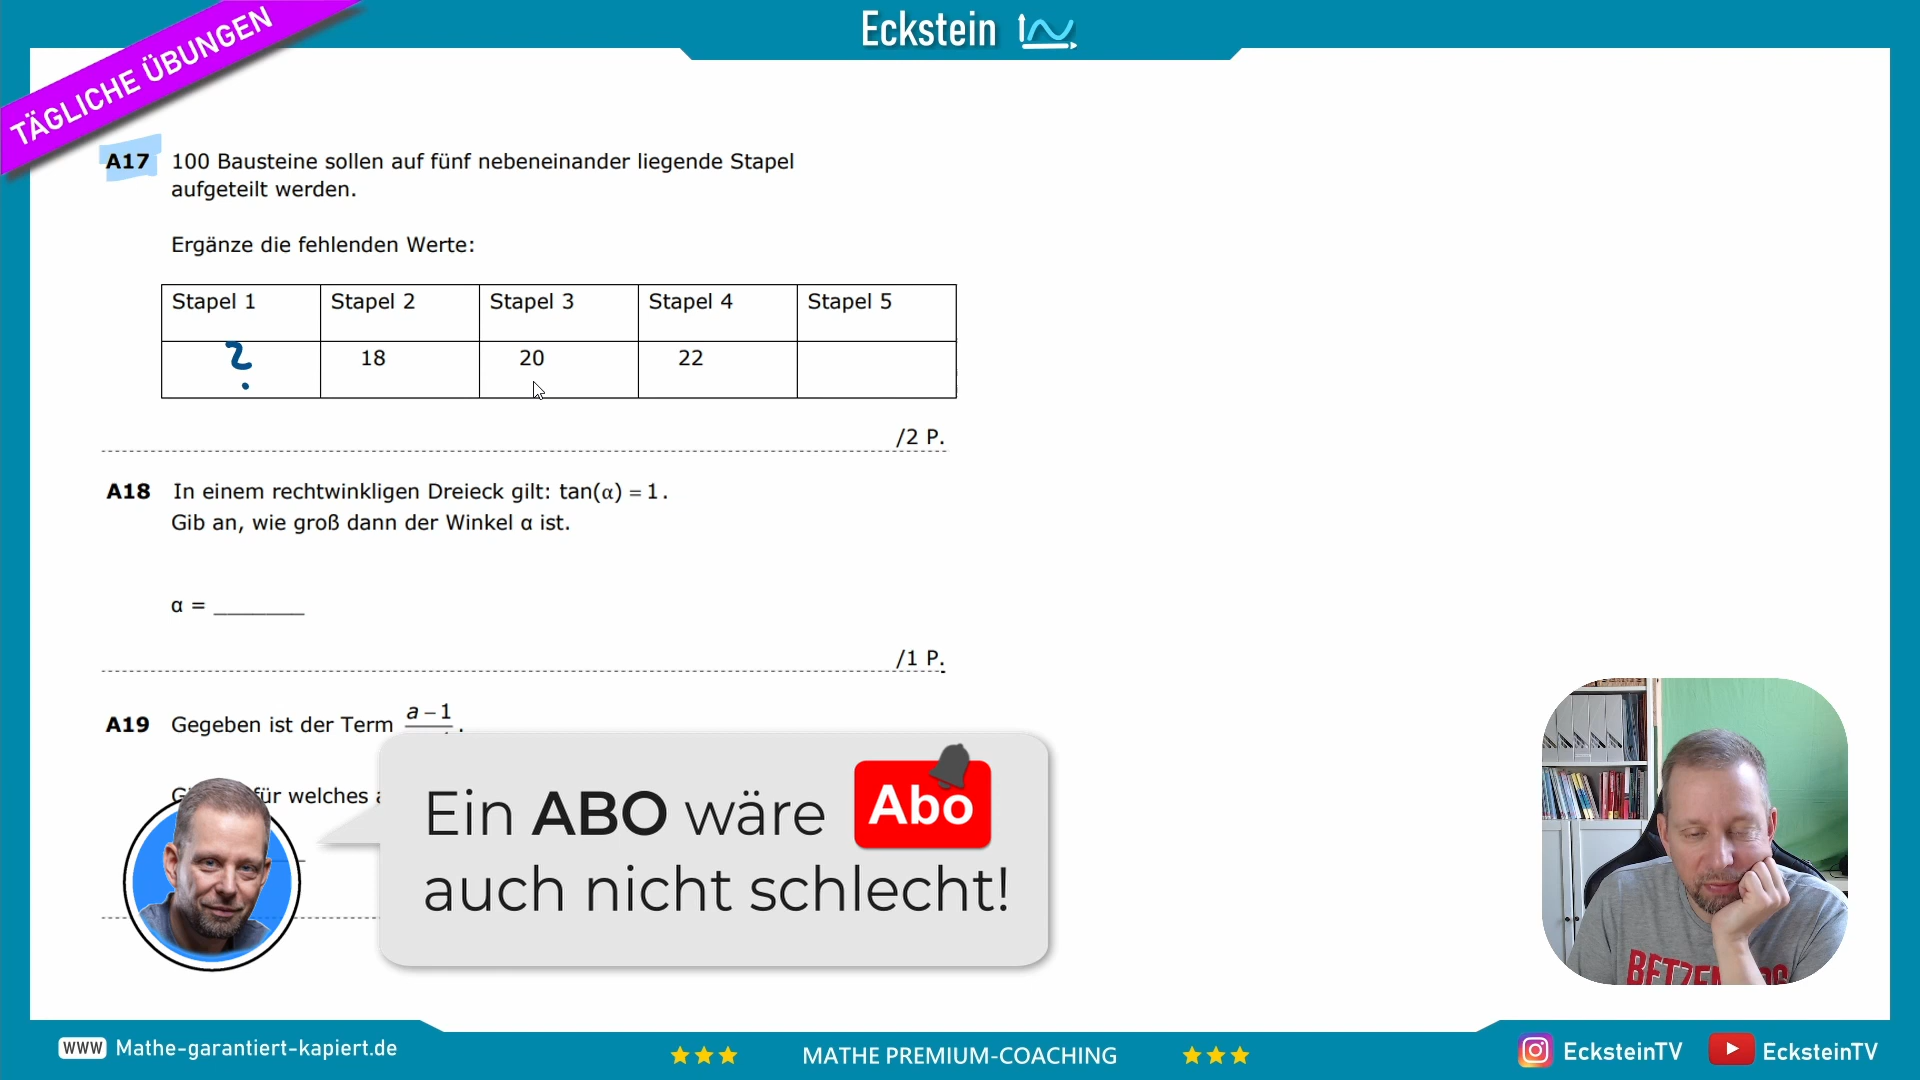 TÄGLICHE ÜBUNGEN
Eckstein
A17 100 Bausteine sollen auf fünf nebeneinander liegende Stapel
aufgeteilt werden.
Ergänze die fehlenden Werte:
Stapel 1 Stapel 2 Stapel 3 Stapel 4 Stapel 5
? 18 20 22
/2 P.
A18 In einem rechtwinkligen Dreieck gilt: tan(α) = 1.
Gib an, wie groß dann der Winkel α ist.
α = _______
/1 P.
A19 Gegeben ist der Term a – 1
für welches a
Ein ABO wäre Abo
auch nicht schlecht!
WWW Mathe-garantiert-kapiert.de
MATHE PREMIUM-COACHING
EcksteinTV EcksteinTV